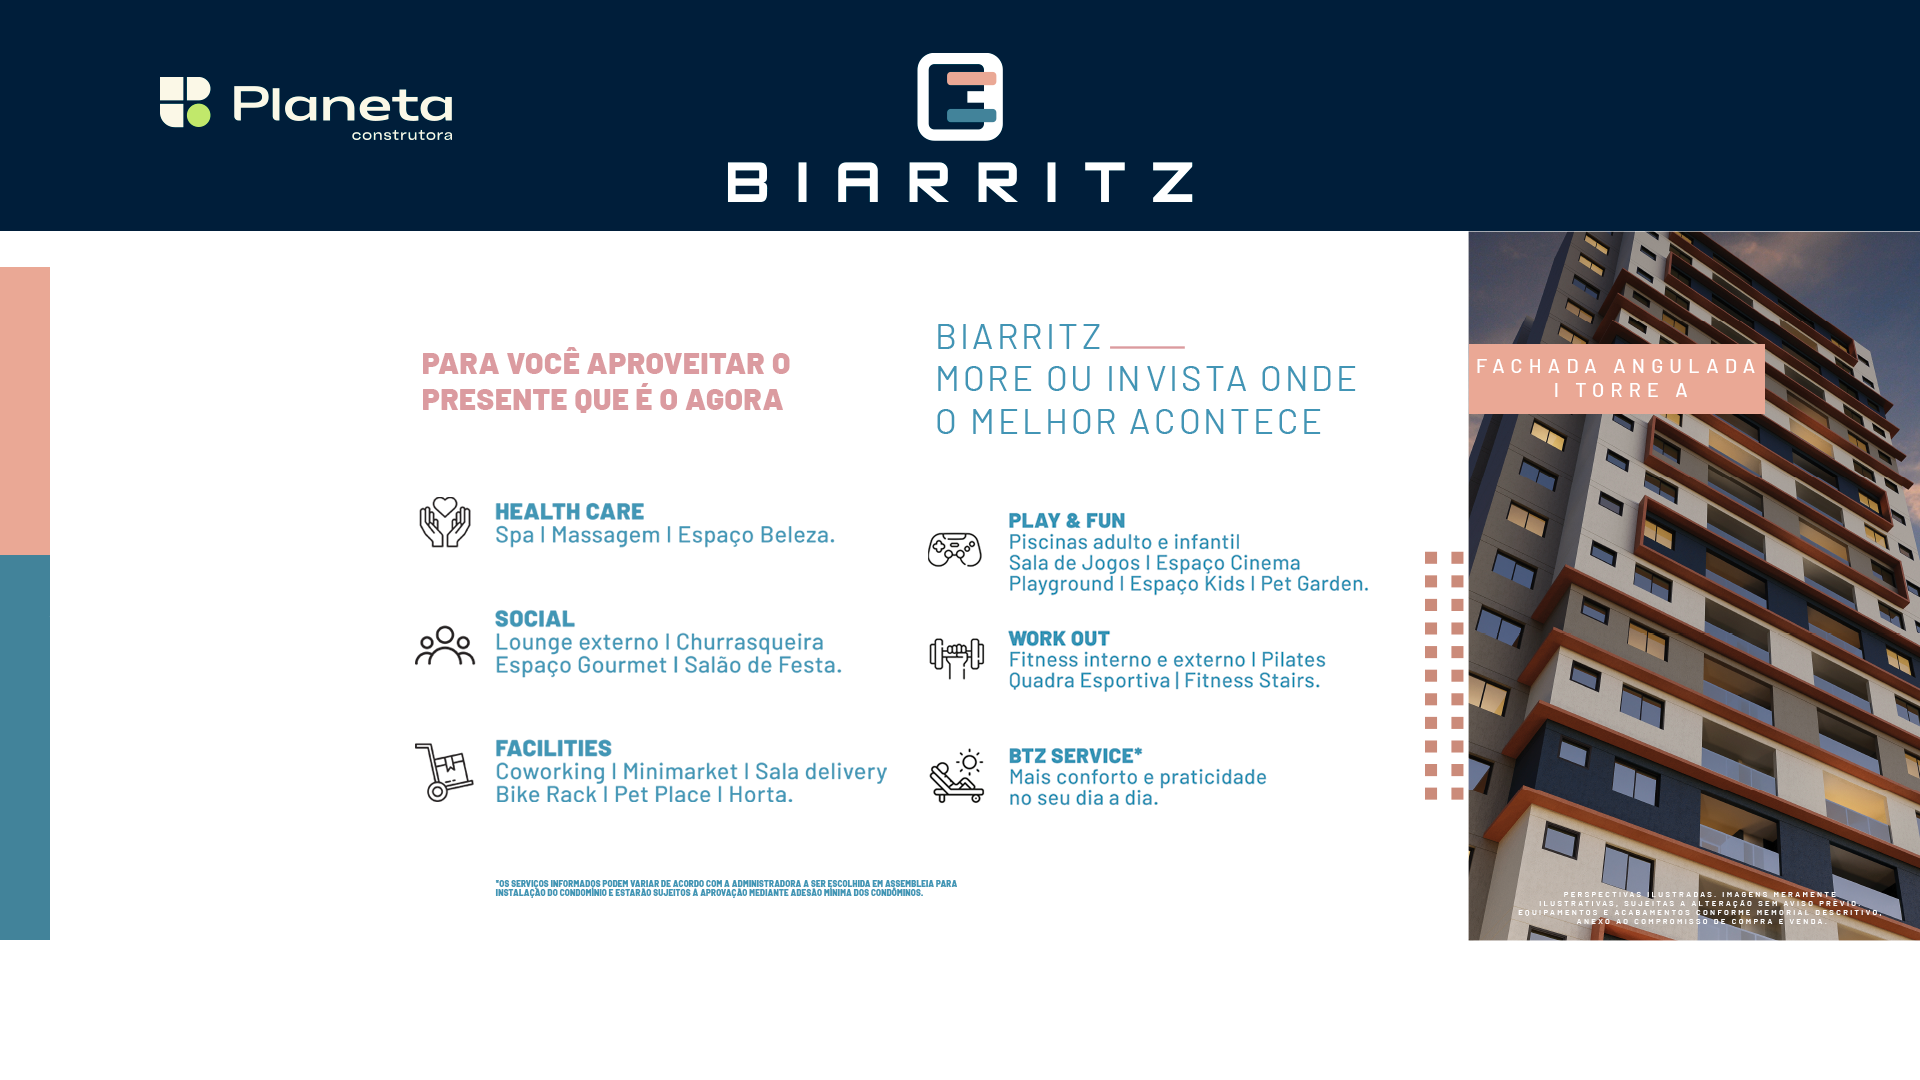 Planeta
construtora
BIARRITZ
PARA VOCÊ APROVEITAR O
PRESENTE QUE É O AGORA
HEALTH CARE
Spa I Massagem I Espaço Beleza.
SOCIAL
Lounge externo I Churrasqueira
Espaço Gourmet I Salão de Festa.
FACILITIES
Coworking I Minimarket I Sala delivery
Bike Rack I Pet Place I Horta.
*OS SERVIÇOS INFORMADOS PODEM VARIAR DE ACORDO COM A ADMINISTRADORA A SER ESCOLHIDA EM ASSEMBLEIA PARA
INSTALAÇÃO DO CONDOMÍNIO E ESTARÃO SUJEITOS À APROVAÇÃO MEDIANTE ADESÃO MÍNIMA DOS CONDÔMINOS.
BIARRITZ
MORE OU INVISTA ONDE
O MELHOR ACONTECE
PLAY & FUN
Piscinas adulto e infantil
Sala de Jogos I Espaço Cinema
Playground I Espaço Kids I Pet Garden.
WORK OUT
Fitness interno e externo I Pilates
Quadra Esportiva | Fitness Stairs.
BTZ SERVICE*
Mais conforto e praticidade
no seu dia a dia.
FACHADA ANGULADA
I TORRE A
PERSPECTIVAS ILUSTRADAS. IMAGENS MERAMENTE
ILUSTRATIVAS, SUJEITAS A ALTERAÇÃO SEM AVISO PRÉVIO.
EQUIPAMENTOS E ACABAMENTOS CONFORME MEMORIAL DESCRITIVO,
ANEXO AO COMPROMISSO DE COMPRA E VENDA.